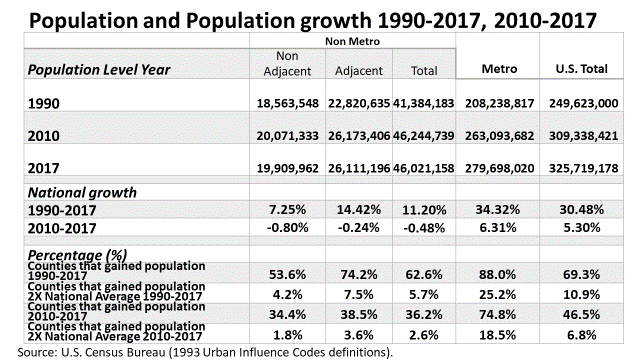 Population and Population growth 1990-2017, 2010-2017
Non Metro
Population Level Year Non Adjacent Adjacent Total Metro U.S. Total
1990 18,563,548 22,820,635 41,384,183 208,238,817 249,623,000
2010 20,071,333 26,173,406 46,244,739 263,093,682 309,338,421
2017 19,909,962 26,111,196 46,021,158 279,698,020 325,719,178
National growth
1990-2017 7.25% 14.42% 11.20% 34.32% 30.48%
2010-2017 -0.80% -0.24% -0.48% 6.31% 5.30%
Percentage (%)
Counties that gained population
1990-2017 53.6% 74.2% 62.6% 88.0% 69.3%
Counties that gained population
2X National Average 1990-2017 4.2% 7.5% 5.7% 25.2% 10.9%
Counties that gained population
2010-2017 34.4% 38.5% 36.2% 74.8% 46.5%
Counties that gained population
2X National Average 2010-2017 1.8% 3.6% 2.6% 18.5% 6.8%
Source: U.S. Census Bureau (1993 Urban Influence Codes definitions).